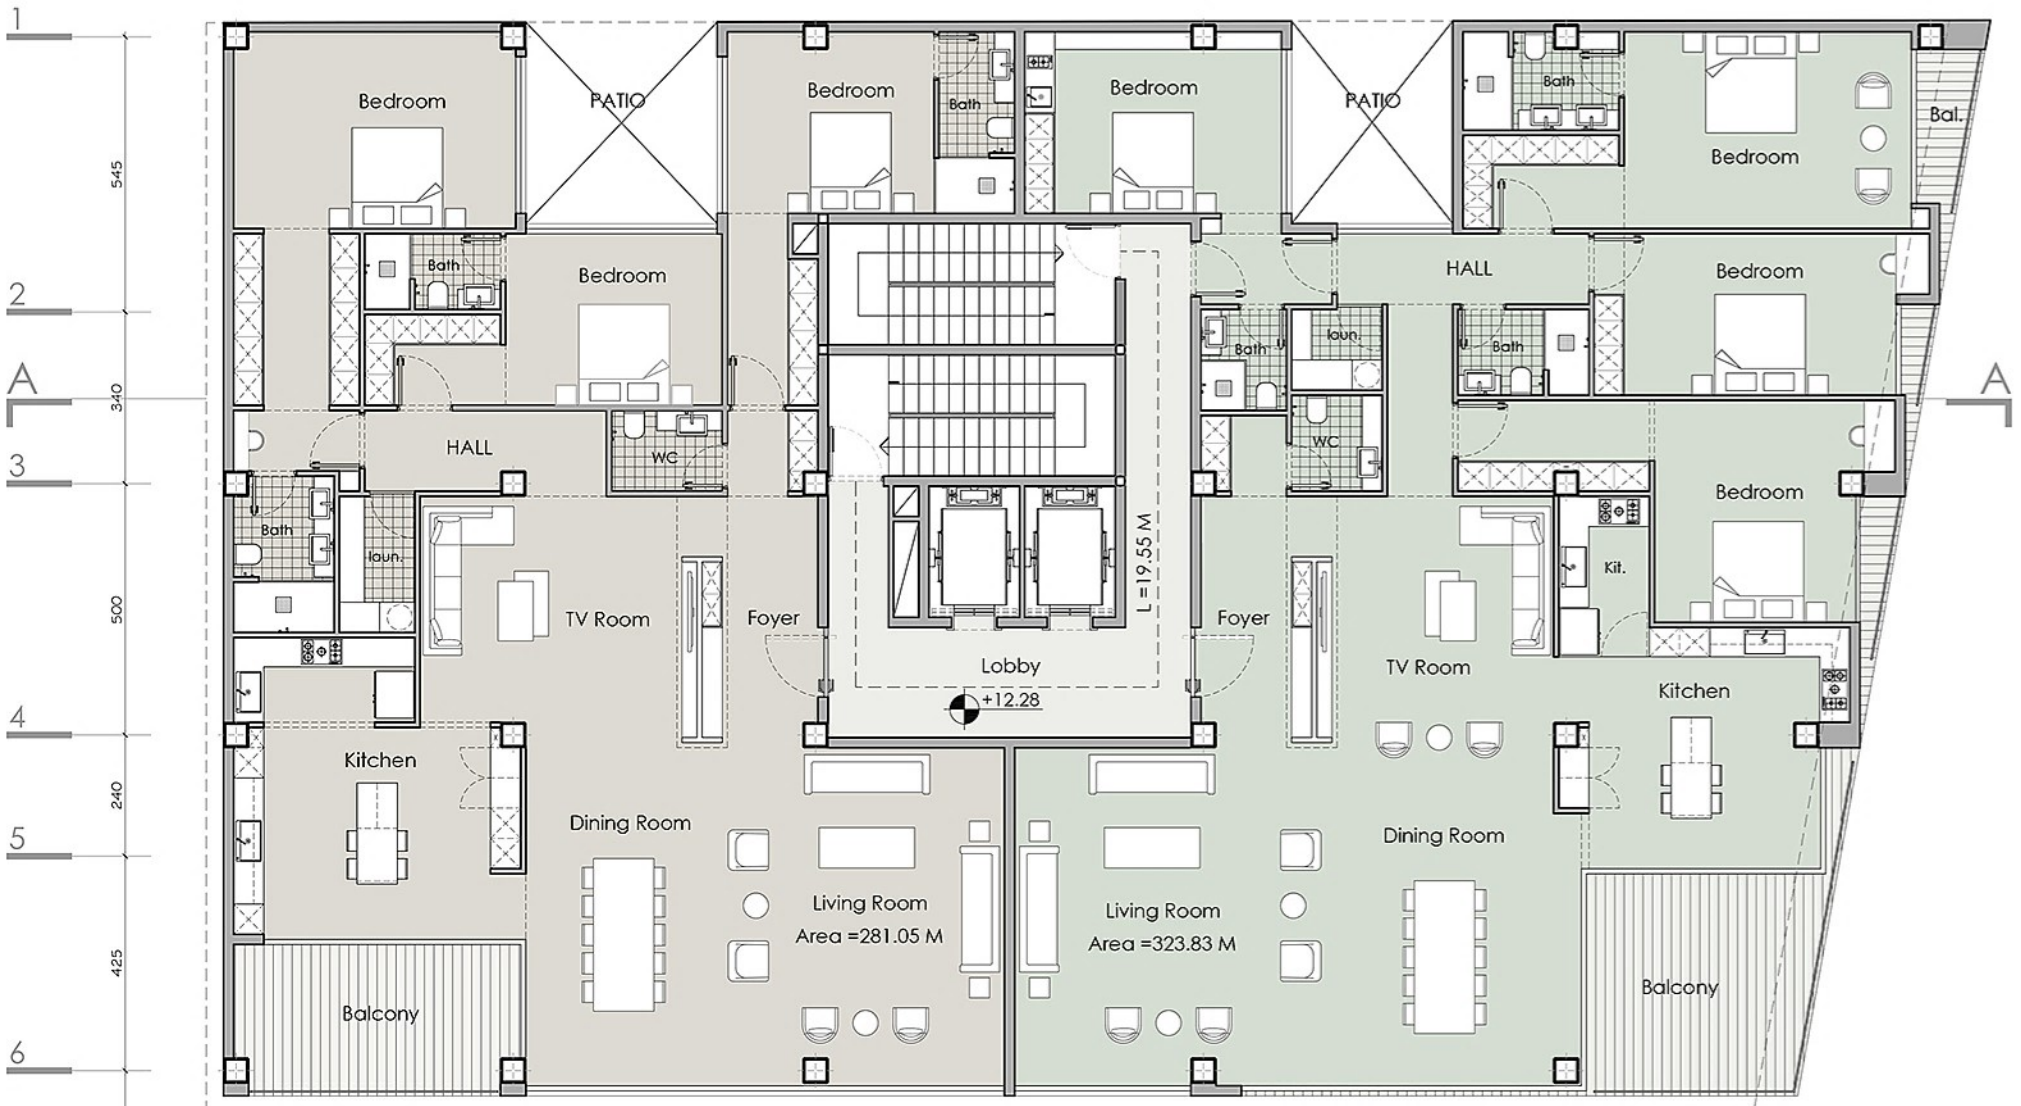 1
Bedroom
PATIO
Bedroom
Bath
Bedroom
PATIO
Bath
Bedroom
Bal.
545
Bath
Bedroom
HALL
Bedroom
2
Bath
laun.
Bath
A
340
A
HALL
WC
WC
3
Bedroom
Bath
laun.
L =19.55 M
Kit.
500
TV Room
Foyer
Foyer
Lobby
TV Room
+12.28
Kitchen
4
Kitchen
240
Dining Room
Dining Room
5
Living Room
Area =281.05 M
Living Room
Area =323.83 M
425
Balcony
Balcony
6